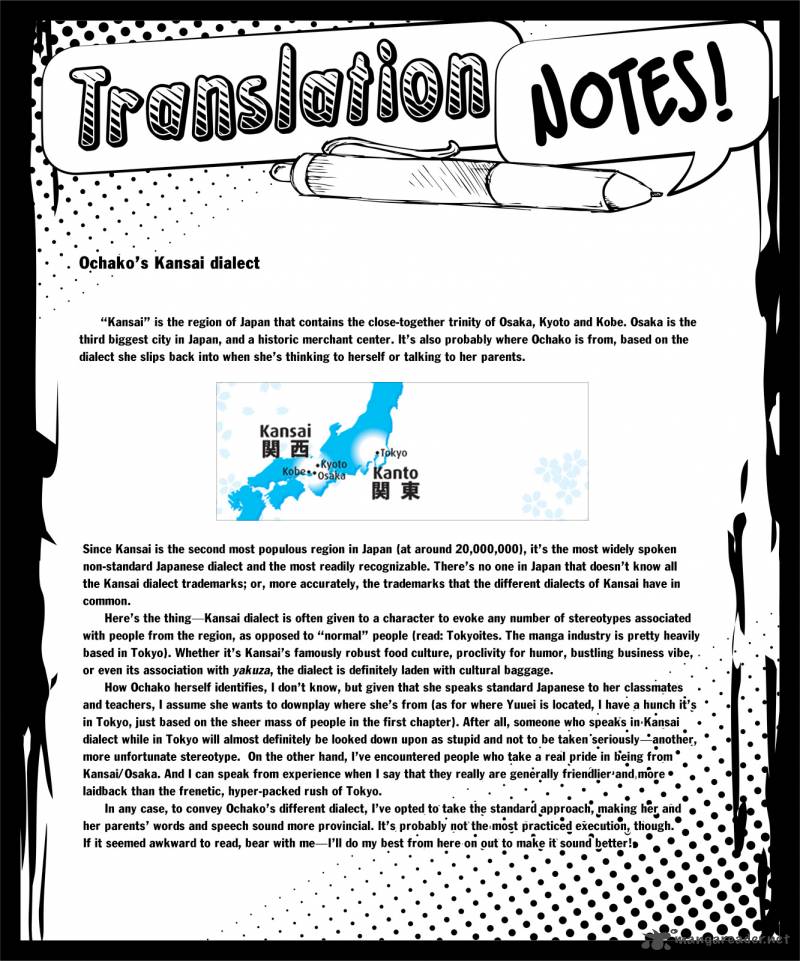 Translation
NOTES!
Ochako's Kansai dialect
“Kansai” is the region of Japan that contains the close-together trinity of Osaka, Kyoto and Kobe. Osaka is the
third biggest city in Japan, and a historic merchant center. It's also probably where Ochako is from, based on the
dialect she slips back into when she's thinking to herself or talking to her parents.
Kansai
関西
Kyoto
Kobe
Osaka
Tokyo
Kanto
関東
Since Kansai is the second most populous region in Japan (at around 20,000,000), it's the most widely spoken
non-standard Japanese dialect and the most readily recognizable. There's no one in Japan that doesn't know all
the Kansai dialect trademarks; or, more accurately, the trademarks that the different dialects of Kansai have in
common.
Here's the thing—Kansai dialect is often given to a character to evoke any number of stereotypes associated
with people from the region, as opposed to “normal” people (read: Tokyoites. The manga industry is pretty heavily
based in Tokyo). Whether it's Kansai's famously robust food culture, proclivity for humor, bustling business vibe,
or even its association with yakuza, the dialect is definitely laden with cultural baggage.
How Ochako herself identifies, I don't know, but given that she speaks standard Japanese to her classmates
and teachers, I assume she wants to downplay where she's from (as for where Yuuei is located, I have a hunch it's
in Tokyo, just based on the sheer mass of people in the first chapter). After all, someone who speaks in Kansai
dialect while in Tokyo will almost definitely be looked down upon as stupid and not to be taken seriously—another,
more unfortunate stereotype. On the other hand, I've encountered people who take a real pride in being from
Kansai/Osaka. And I can speak from experience when I say that they really are generally friendlier and more
laidback than the frenetic, hyper-packed rush of Tokyo.
In any case, to convey Ochako's different dialect, I've opted to take the standard approach, making her and
her parents' words and speech sound more provincial. It's probably not the most practiced execution, though.
If it seemed awkward to read, bear with me—I'll do my best from here on out to make it sound better!
mangareader.net